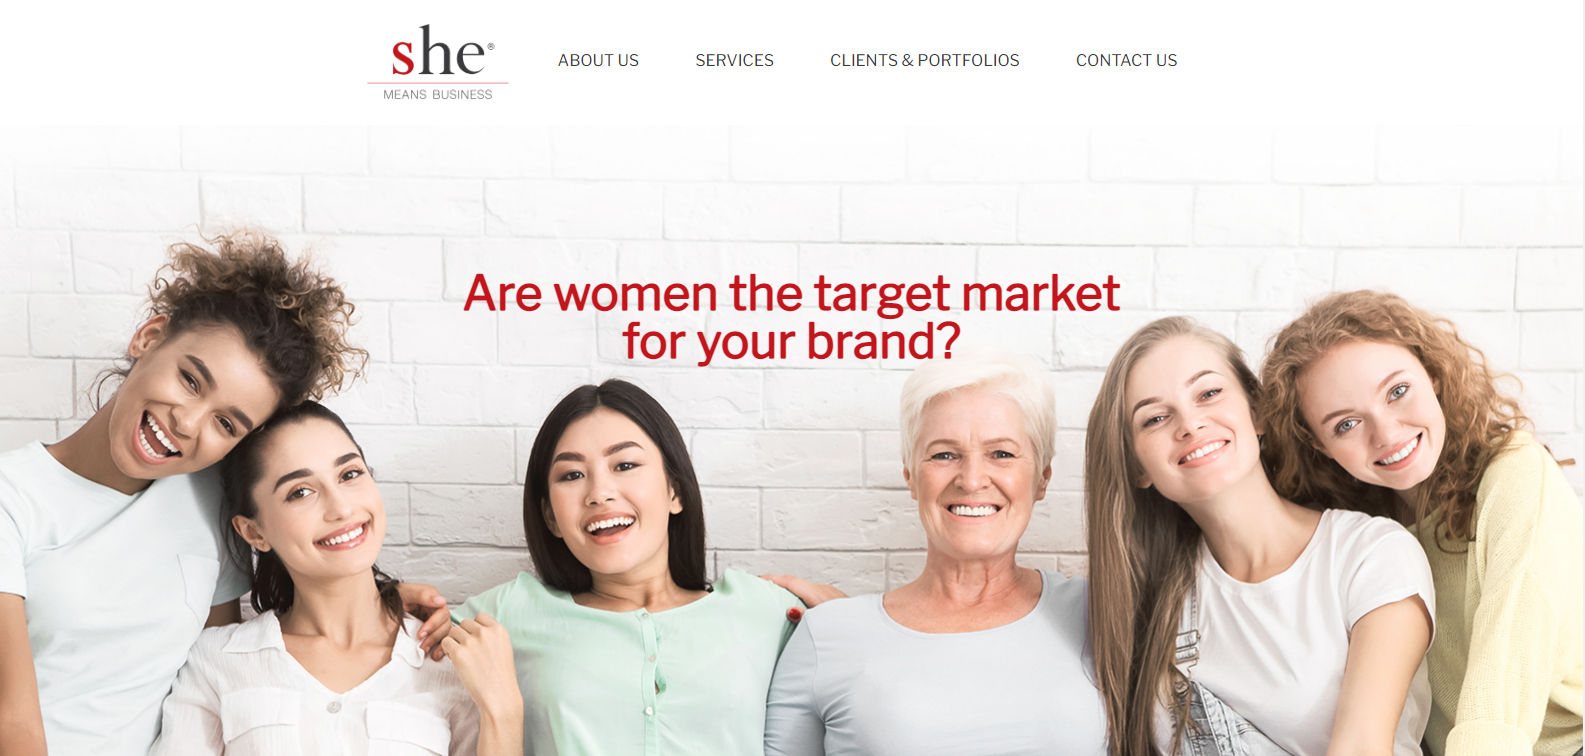 she®
MEANS BUSINESS
ABOUT US
SERVICES
CLIENTS & PORTFOLIOS
CONTACT US
Are women the target market
for your brand?